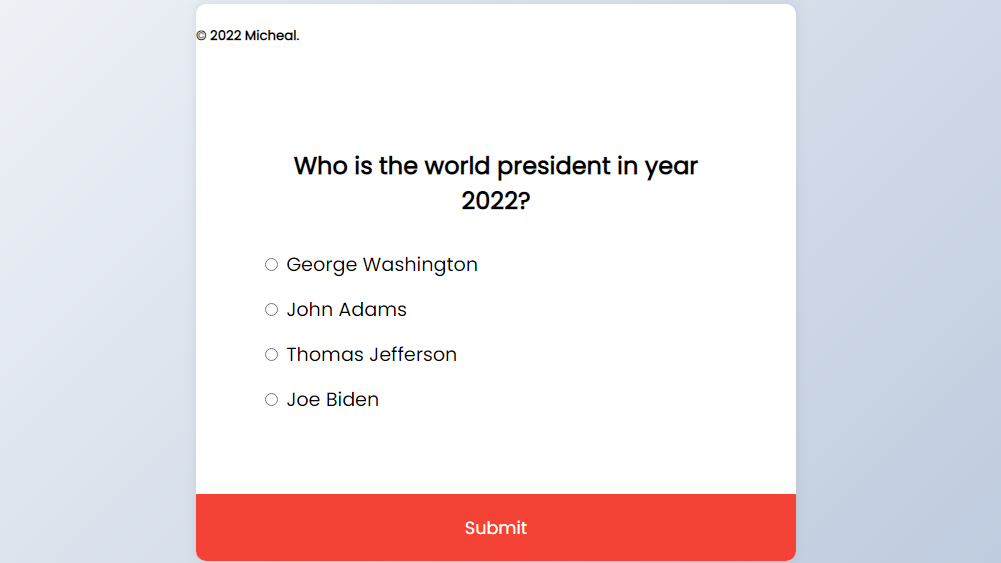 © 2022 Micheal.
Who is the world president in year
2022?
George Washington
John Adams
Thomas Jefferson
Joe Biden
Submit